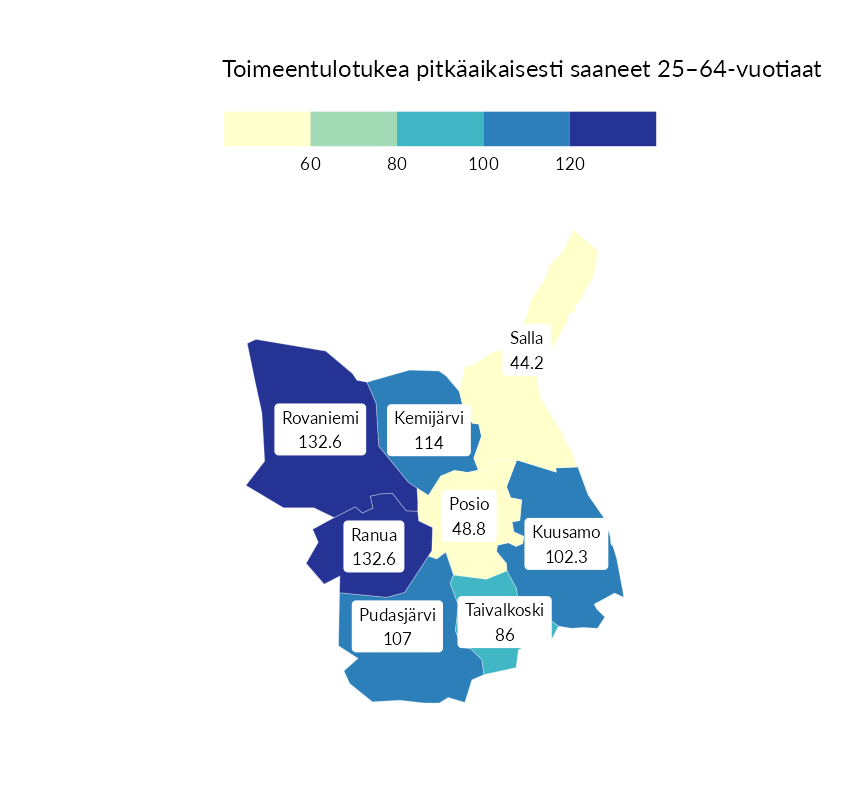 Toimeentulotukea pitkäaikaisesti saaneet 25–64-vuotiaat
60 80 100 120
Salla
44.2
Rovaniemi
132.6
Kemijärvi
114
Posio
48.8
Kuusamo
102.3
Ranua
132.6
Pudasjärvi
107
Taivalkoski
86